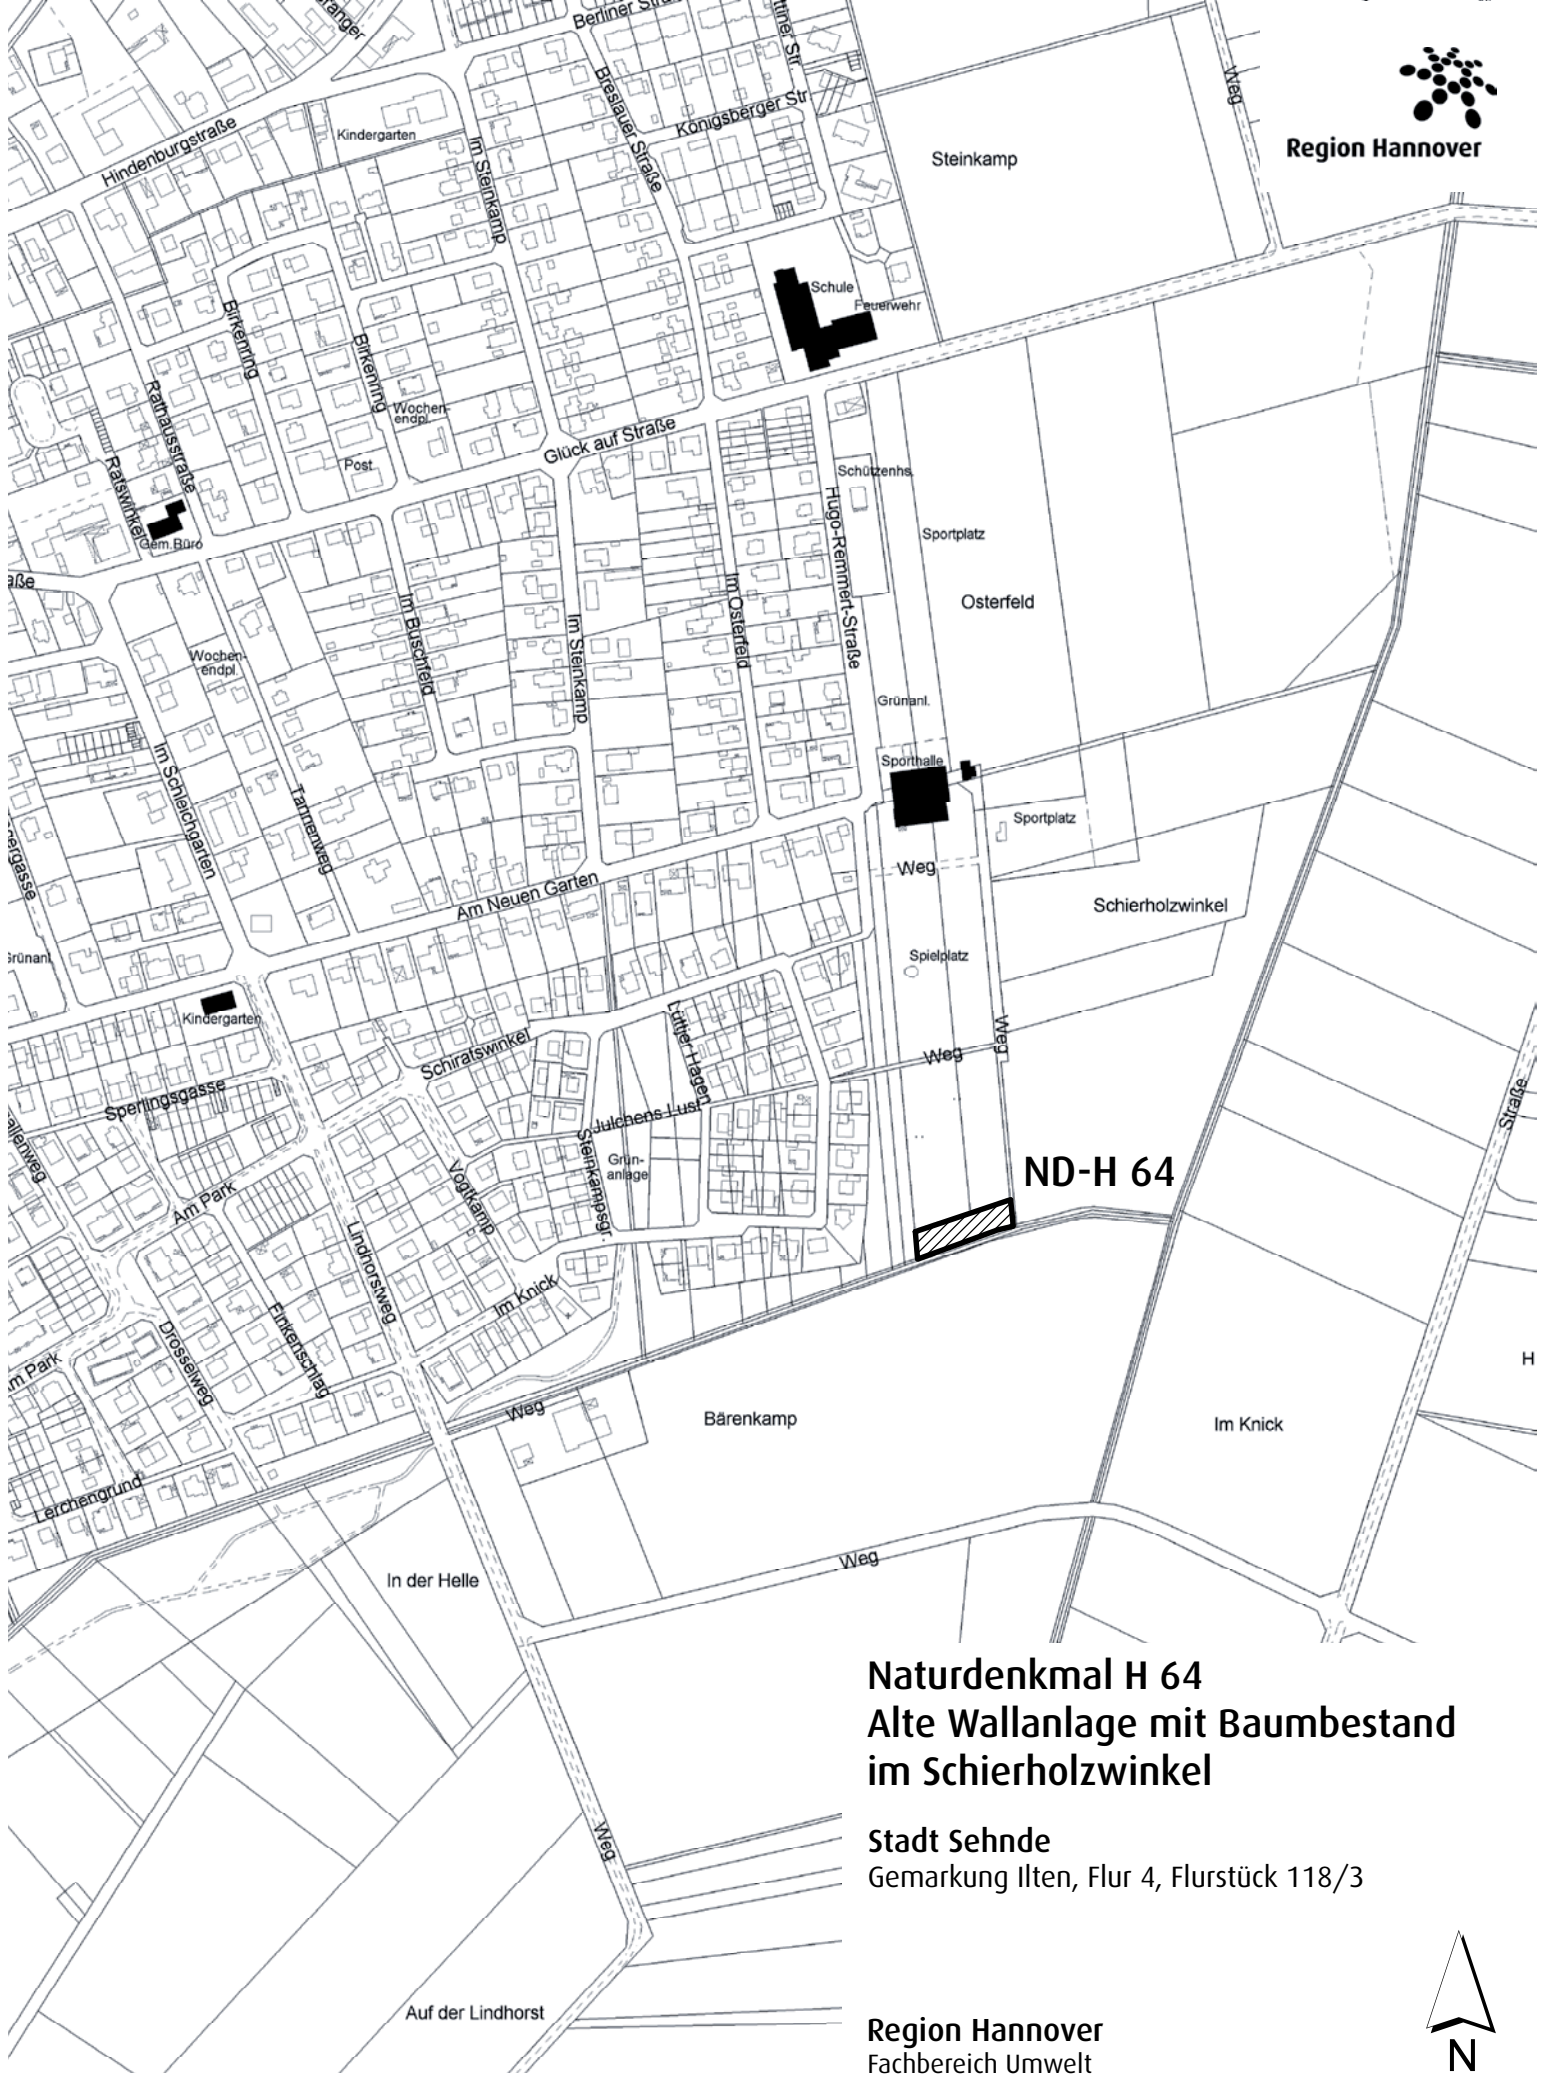 Berliner
Hindenburgstraße
Kindergarten
Im Steinkamp
Breslauer Straße
Königsberger Str
Steinkamp
Weg
Region Hannover
Schule
Feuerwehr
Birkenring
Birkenring
Rathausstraße
Ratswinkel
Wochen-
endpl.
Post
Glück auf Straße
Gem.Büro
Schützenhs.
Hugo-Remmert-Straße
Sportplatz
Osterfeld
Im Buschfeld
Im Steinkamp
Im Osterfeld
Wochen-
endpl.
Grünanl.
Sporthalle
Sportplatz
Im Schleichgarten
Tannenweg
Weg
Am Neuen Garten
Schierholzwinkel
Spielplatz
Kindergarten
Schiratswinkel
Lüttjer Hagen
Weg
Weg
Sperlingsgasse
Julchens Lust
Straße
Grün-
anlage
Steinkampsgr.
ND-H 64
Am Park
Vogtkamp
Lindhorstweg
Im Knick
Finkenschlag
Drosselweg
m Park
H
Weg
Bärenkamp
Im Knick
Lerchengrund
Weg
In der Helle
Naturdenkmal H 64
Alte Wallanlage mit Baumbestand
im Schierholzwinkel
Stadt Sehnde
Gemarkung Ilten, Flur 4, Flurstück 118/3
Weg
Auf der Lindhorst
Region Hannover
Fachbereich Umwelt
N